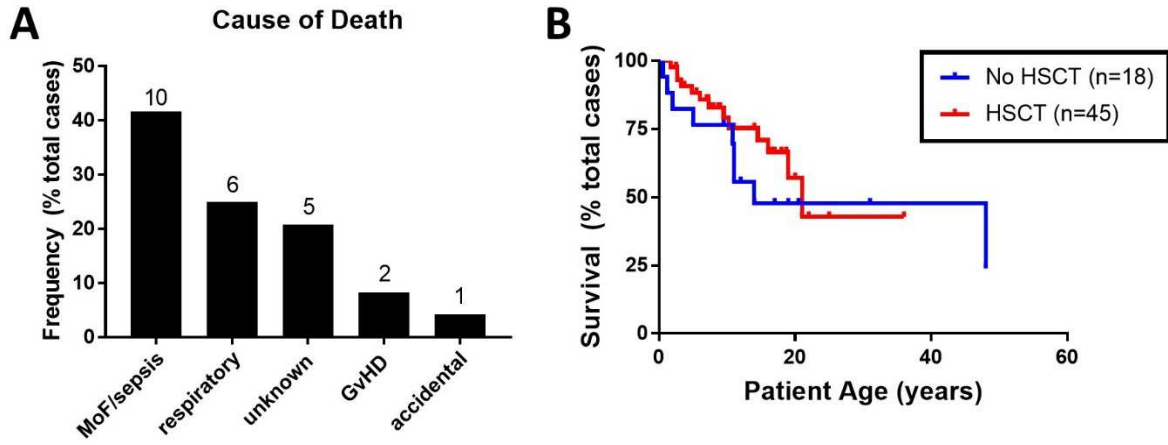 A
Cause of Death
Frequency (% total cases)
50
40
30
20
10
0
10
6
5
2
1
MoF/sepsis
respiratory
unknown
GvHD
accidental
B
Survival (% total cases)
100
75
50
25
0
0
20
40
60
Patient Age (years)
No HSCT (n=18)
HSCT (n=45)